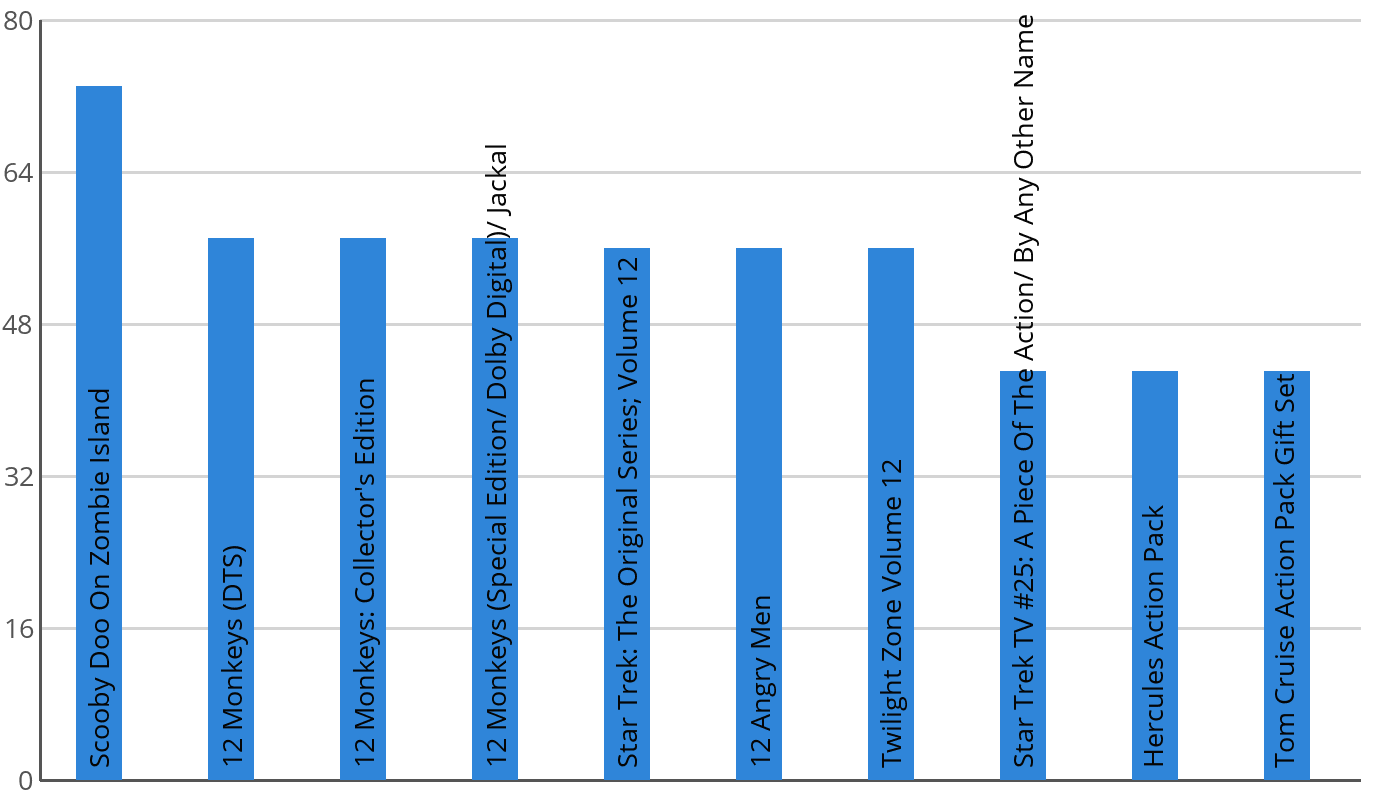 80
64
48
32
16
0
Scooby Doo On Zombie Island
12 Monkeys (DTS)
12 Monkeys: Collector's Edition
12 Monkeys (Special Edition/ Dolby Digital)/ Jackal
Star Trek: The Original Series; Volume 12
12 Angry Men
Twilight Zone Volume 12
Star Trek TV #25: A Piece Of The Action/ By Any Other Name
Hercules Action Pack
Tom Cruise Action Pack Gift Set